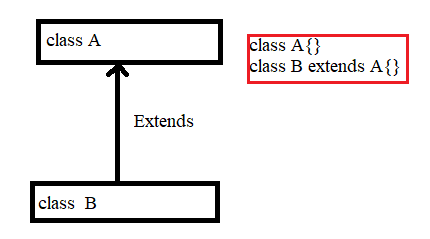 class A
class A{}
class B extends A{}
Extends
class B